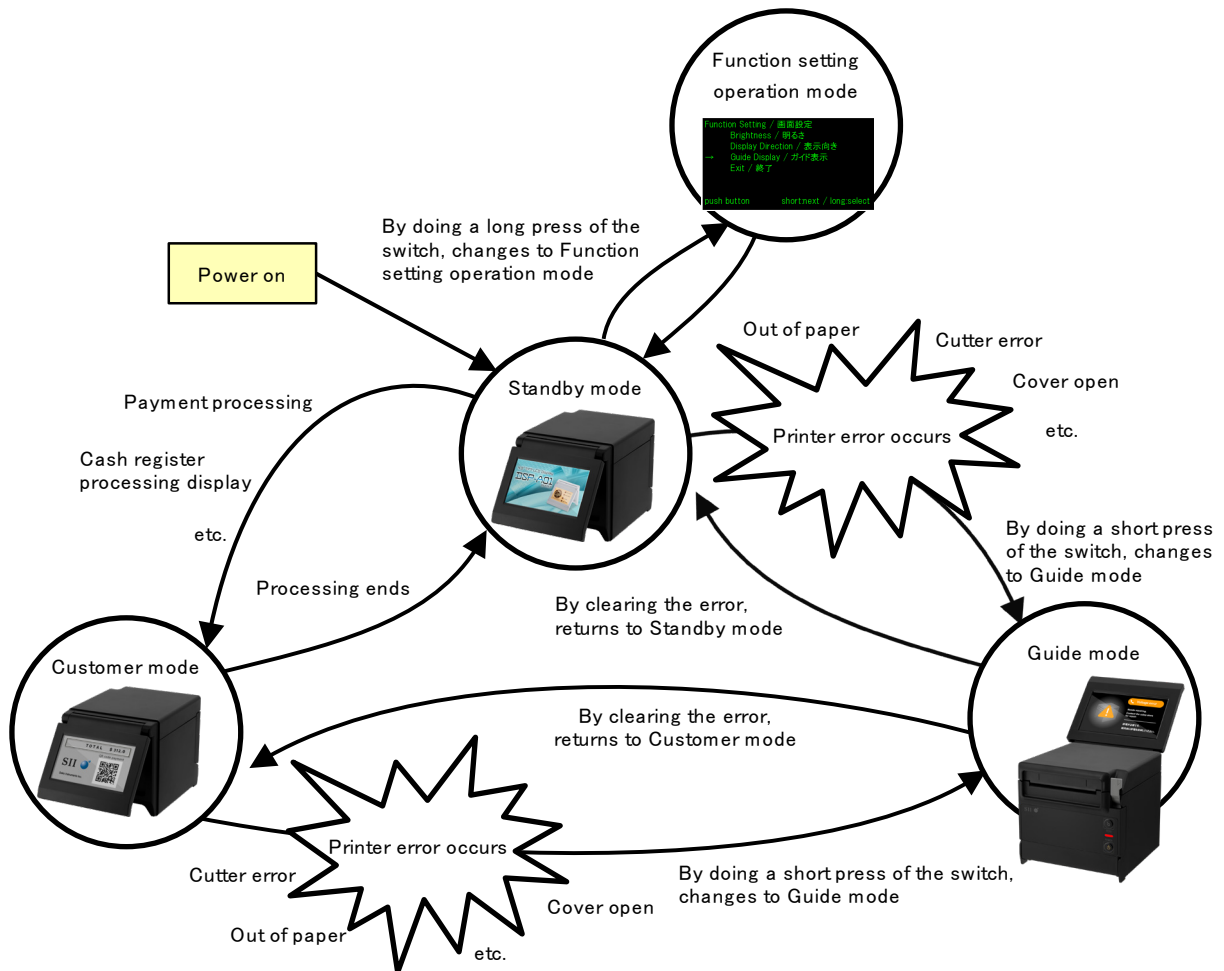 Function setting
operation mode
Function Setting / 画面設定
Brightness / 明るさ
Display Direction / 表示向き
→ Guide Display / ガイド表示
Exit / 終了
push button short:next / long:select
By doing a long press of the
switch, changes to Function
setting operation mode
Power on
Out of paper
Cutter error
Cover open
etc.
Printer error occurs
Standby mode
DSP-A01
Payment processing
Cash register
processing display
etc.
Processing ends
By doing a short press
of the switch, changes
to Guide mode
By clearing the error,
returns to Standby mode
Customer mode
TOTAL
SII
Guide mode
By clearing the error,
returns to Customer mode
Printer error occurs
Cutter error
Out of paper
Cover open
etc.
By doing a short press of the switch,
changes to Guide mode